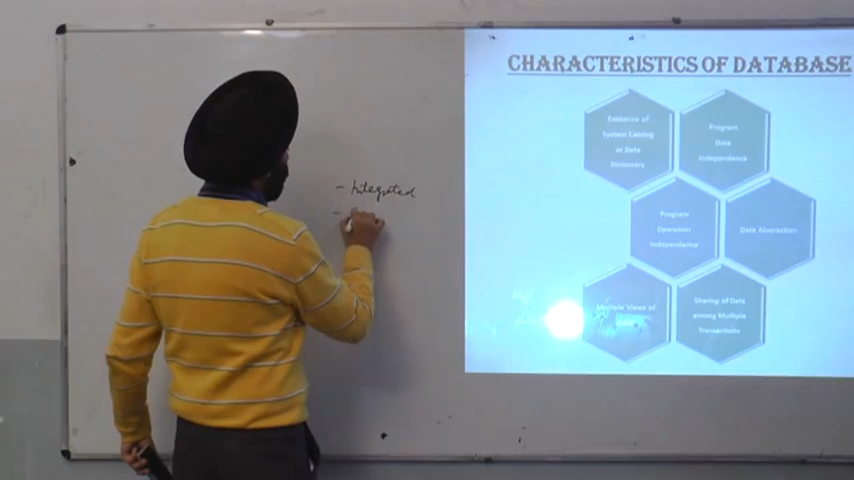 CHARACTERISTICS OF DATABASE
Existence of
System Catalog
or Data
Dictionary
Program
Data
Independence
Program
Operation
Independence
Data Abstraction
Multiple Views of
Sharing of Data
among Multiple
Transactions
- Integrated
-